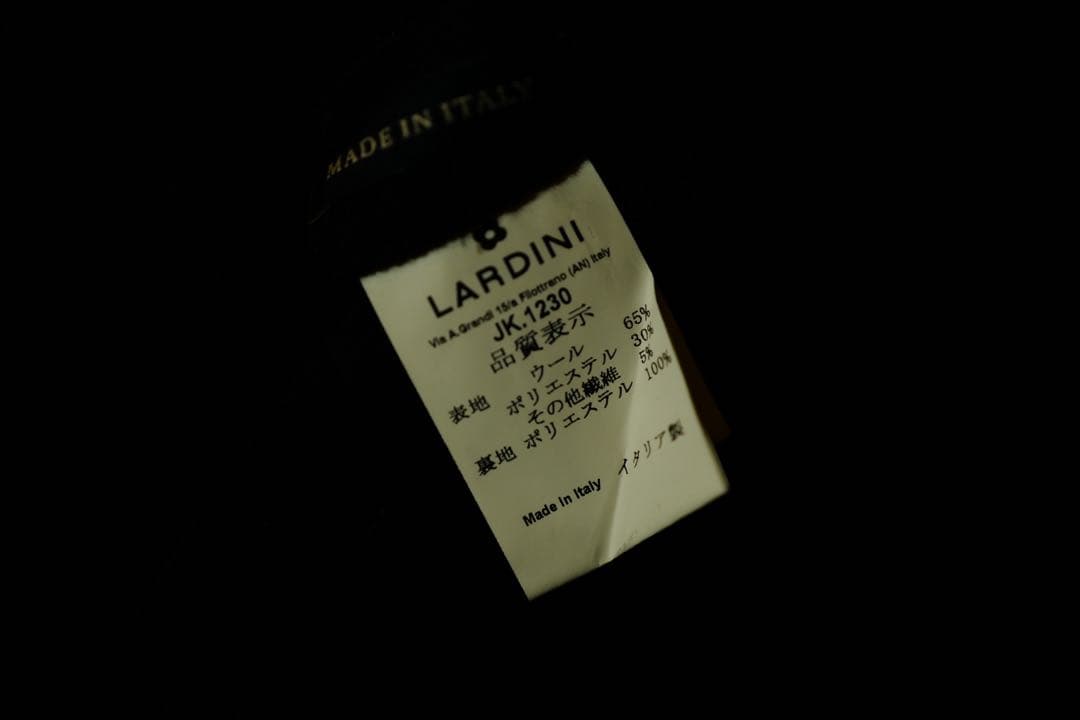 MADE IN ITALY
LARDINI
Via A.Grandi 15/a Filottrano (AN) Italy
JK.1230
品質表示
表地 ウール 65%
ポリエステル 30%
その他繊維 5%
裏地 ポリエステル 100%
Made in Italy イタリア製